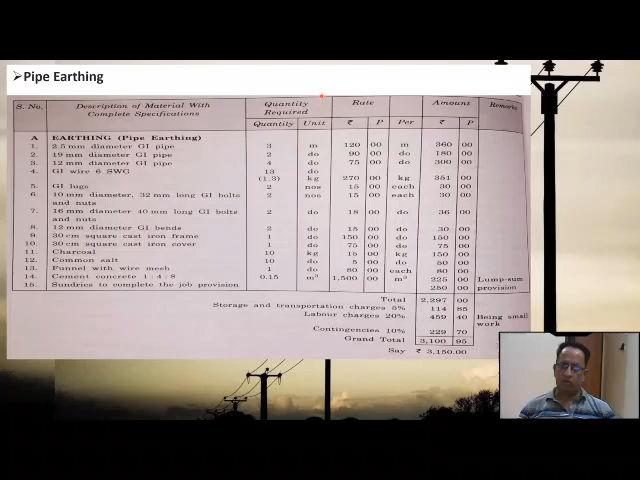 ➢Pipe Earthing
S. No. Description of Material With Complete Specifications Quantity Required Rate Amount Remarks
Quantity Unit ₹ P Per ₹ P
A EARTHING (Pipe Earthing)
1. 2.5 mm diameter GI pipe 3 m 120 00 m 360 00
2. 19 mm diameter GI pipe 2 do 90 00 do 180 00
3. 12 mm diameter GI pipe 4 do 75 00 do 300 00
4. GI wire 6 SWG 13 do
(1.3) kg 270 00 kg 351 00
5. GI lugs 2 nos 15 00 each 30 00
6. 10 mm diameter, 32 mm long GI bolts 2 nos 15 00 each 30 00
and nuts
7. 16 mm diameter 40 mm long GI bolts 2 do 18 00 do 36 00
and nuts
8. 12 mm diameter GI bends 2 do 15 00 do 30 00
9. 30 cm square cast iron frame 1 do 150 00 do 150 00
10. 30 cm square cast iron cover 1 do 75 00 do 75 00
11. Charcoal 10 kg 15 00 kg 150 00
12. Common salt 10 do 5 00 do 50 00
13. Funnel with wire mesh 1 do 80 00 each 80 00
14. Cement concrete 1 : 4 : 8 0.15 m³ 1,500 00 m³ 225 00 Lump-sum
15. Sundries to complete the job provision 250 00 provision
Total 2,297 00
Storage and transportation charges 5% 114 85
Labour charges 20% 459 40 Being small
work
Contingencies 10% 229 70
Grand Total 3,100 95
Say ₹ 3,150.00